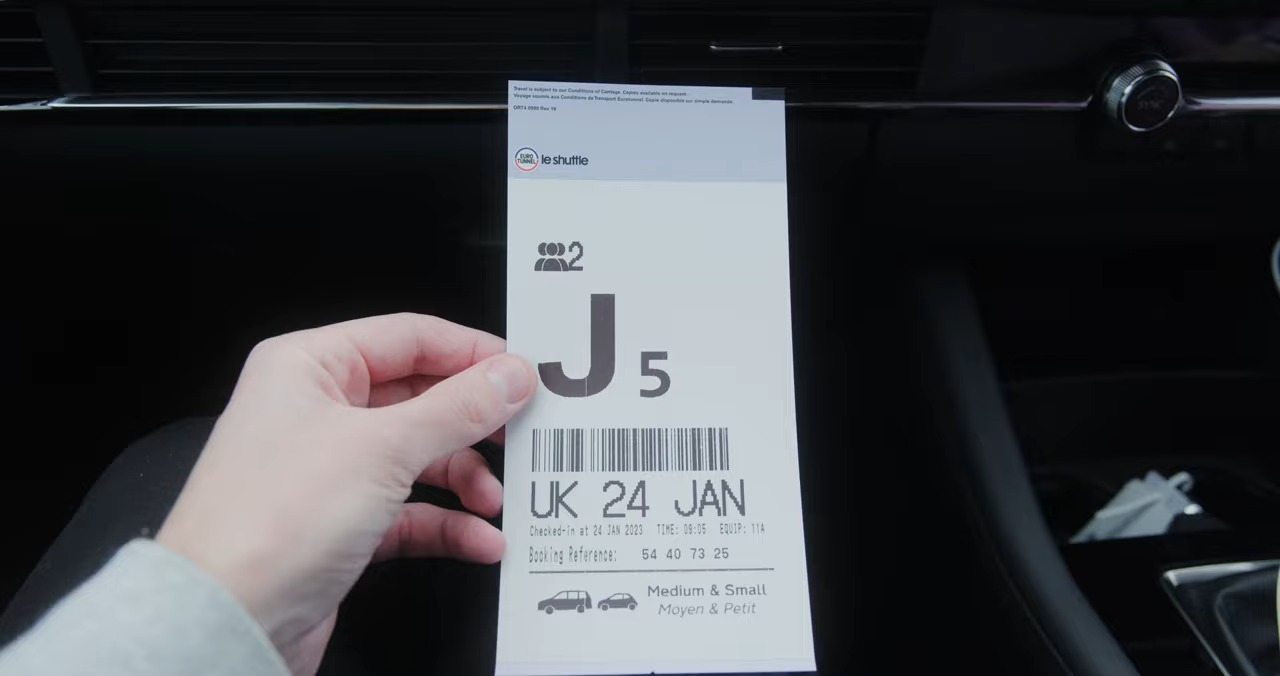 Travel is subject to our Conditions of Carriage. Copies available on request.
Voyage soumis aux Conditions de Transport Eurotunnel. Copie disponible sur simple demande.
EURO TUNNEL le shuttle
2
J 5
UK 24 JAN
Checked-in at 24 JAN 2023 TIME: 09:05 EQUIP: 11A
Booking Reference: 54 40 73 25
Medium & Small
Moyen & Petit
SYNC